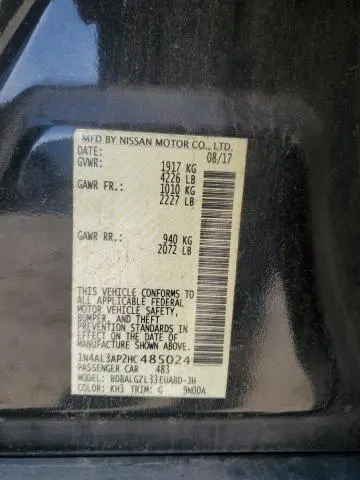 MFD BY NISSAN MOTOR CO., LTD.
DATE: 08/17
GVWR: 1917 KG
4226 LB
GAWR FR.: 1010 KG
2227 LB
GAWR RR.: 940 KG
2072 LB
THIS VEHICLE CONFORMS TO ALL
APPLICABLE FEDERAL MOTOR
VEHICLE SAFETY,
BUMPER, AND THEFT
PREVENTION STANDARDS
IN EFFECT ON THE DATE OF
MANUFACTURE SHOWN ABOVE.
1N4AL3AP2HC485024
PASSENGER CAR 483
MODEL: BDBALGZL33EUABD-JH
COLOR: KH3 TRIM: G 9N00A